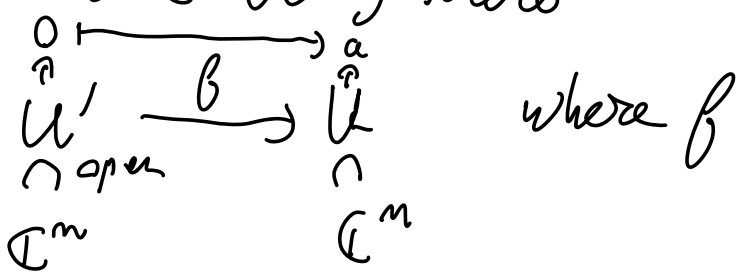 0 ↦ a
∩ ∩
U' → U where f
f
∩ open ∩
ℂⁿ ℂⁿ